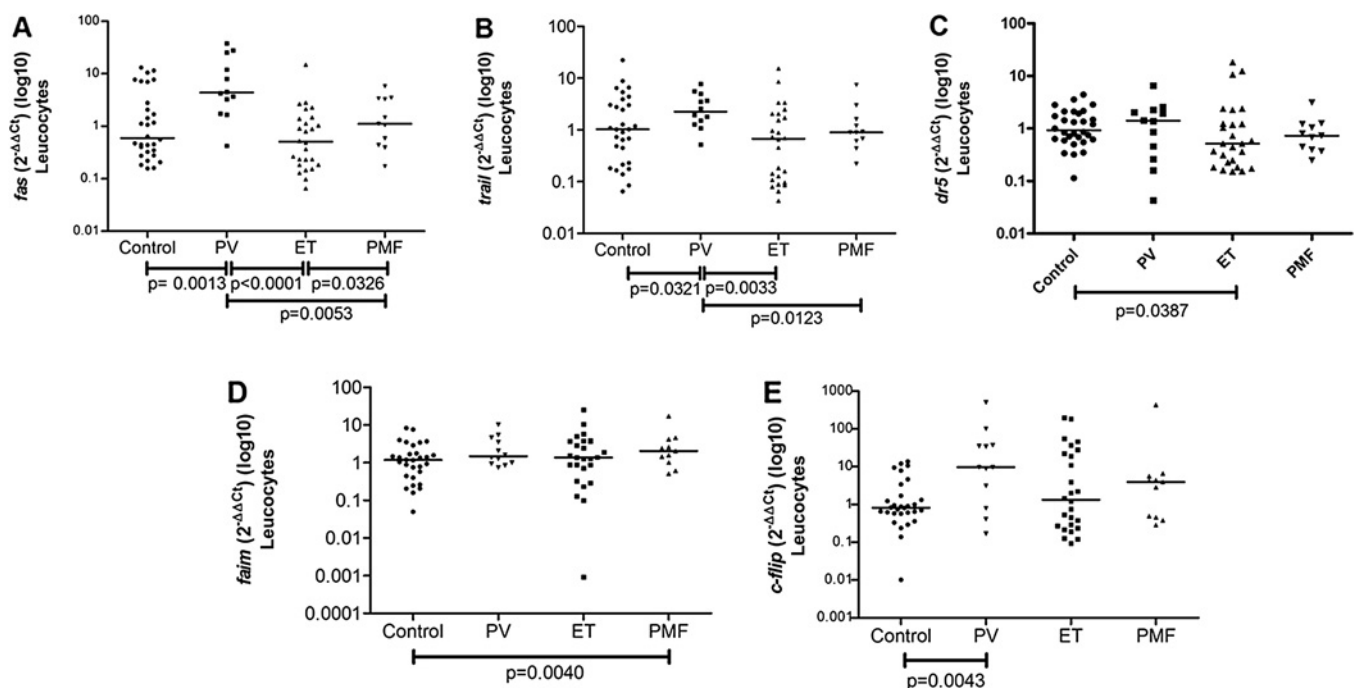 A
fas (2-ΔΔCt) (log10)
Leucocytes
100
10
1
0.1
0.01
Control PV ET PMF
p= 0.0013 p<0.0001 p=0.0326
p=0.0053
B
trail (2-ΔΔCt) (log10)
Leucocytes
100
10
1
0.1
0.01
Control PV ET PMF
p=0.0321 p=0.0033
p=0.0123
C
dr5 (2-ΔΔCt) (log10)
Leucocytes
100
10
1
0.1
0.01
Control PV ET PMF
p=0.0387
D
faim (2-ΔΔCt) (log10)
Leucocytes
100
10
1
0.1
0.01
0.001
0.0001
Control PV ET PMF
p=0.0040
E
c-flip (2-ΔΔCt) (log10)
Leucocytes
1000
100
10
1
0.1
0.01
0.001
Control PV ET PMF
p=0.0043